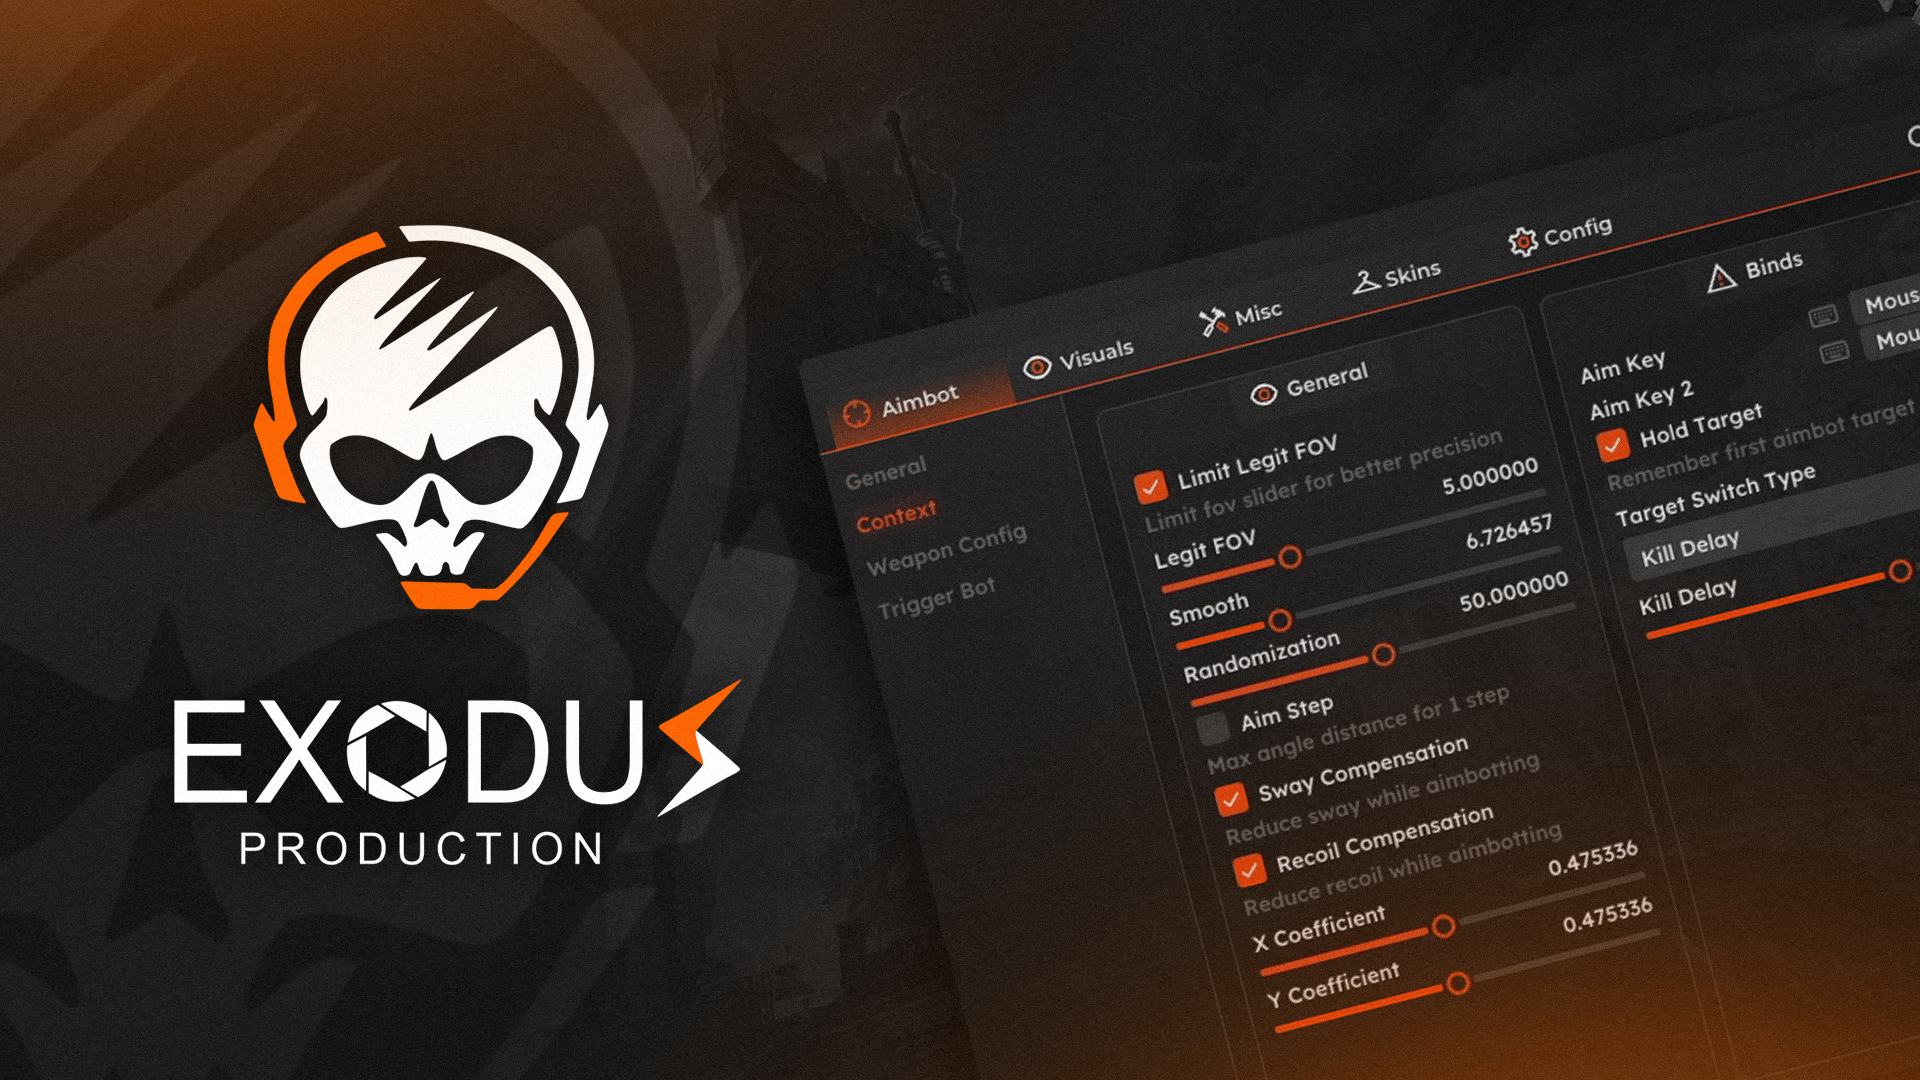 EXODUS
PRODUCTION
Aimbot
Visuals
Misc
Skins
Config
General
Context
Weapon Config
Trigger Bot
General
Limit Legit FOV
Limit fov slider for better precision
Legit FOV 5.000000
Smooth 6.726457
Randomization 50.000000
Aim Step
Max angle distance for 1 step
Sway Compensation
Reduce sway while aimbotting
Recoil Compensation
Reduce recoil while aimbotting
X Coefficient 0.475336
Y Coefficient 0.475336
Binds
Aim Key Mous
Aim Key 2 Mou
Hold Target
Remember first aimbot target
Target Switch Type
Kill Delay
Kill Delay